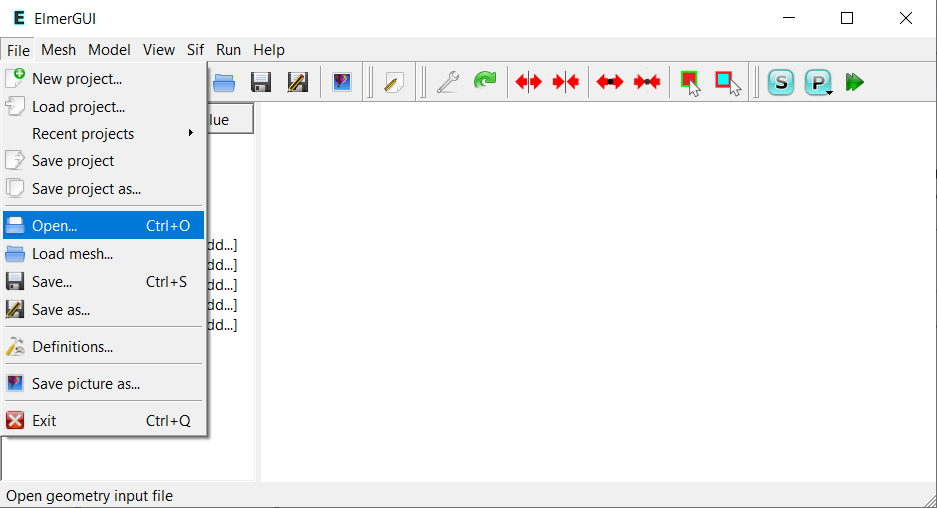 E ElmerGUI
File Mesh Model View Sif Run Help
New project...
Load project...
Recent projects
Save project
Save project as...
Open... Ctrl+O
Load mesh...
Save... Ctrl+S
Save as...
Definitions...
Save picture as...
Exit Ctrl+Q
S P
lue
dd...]
dd...]
dd...]
dd...]
dd...]
Open geometry input file